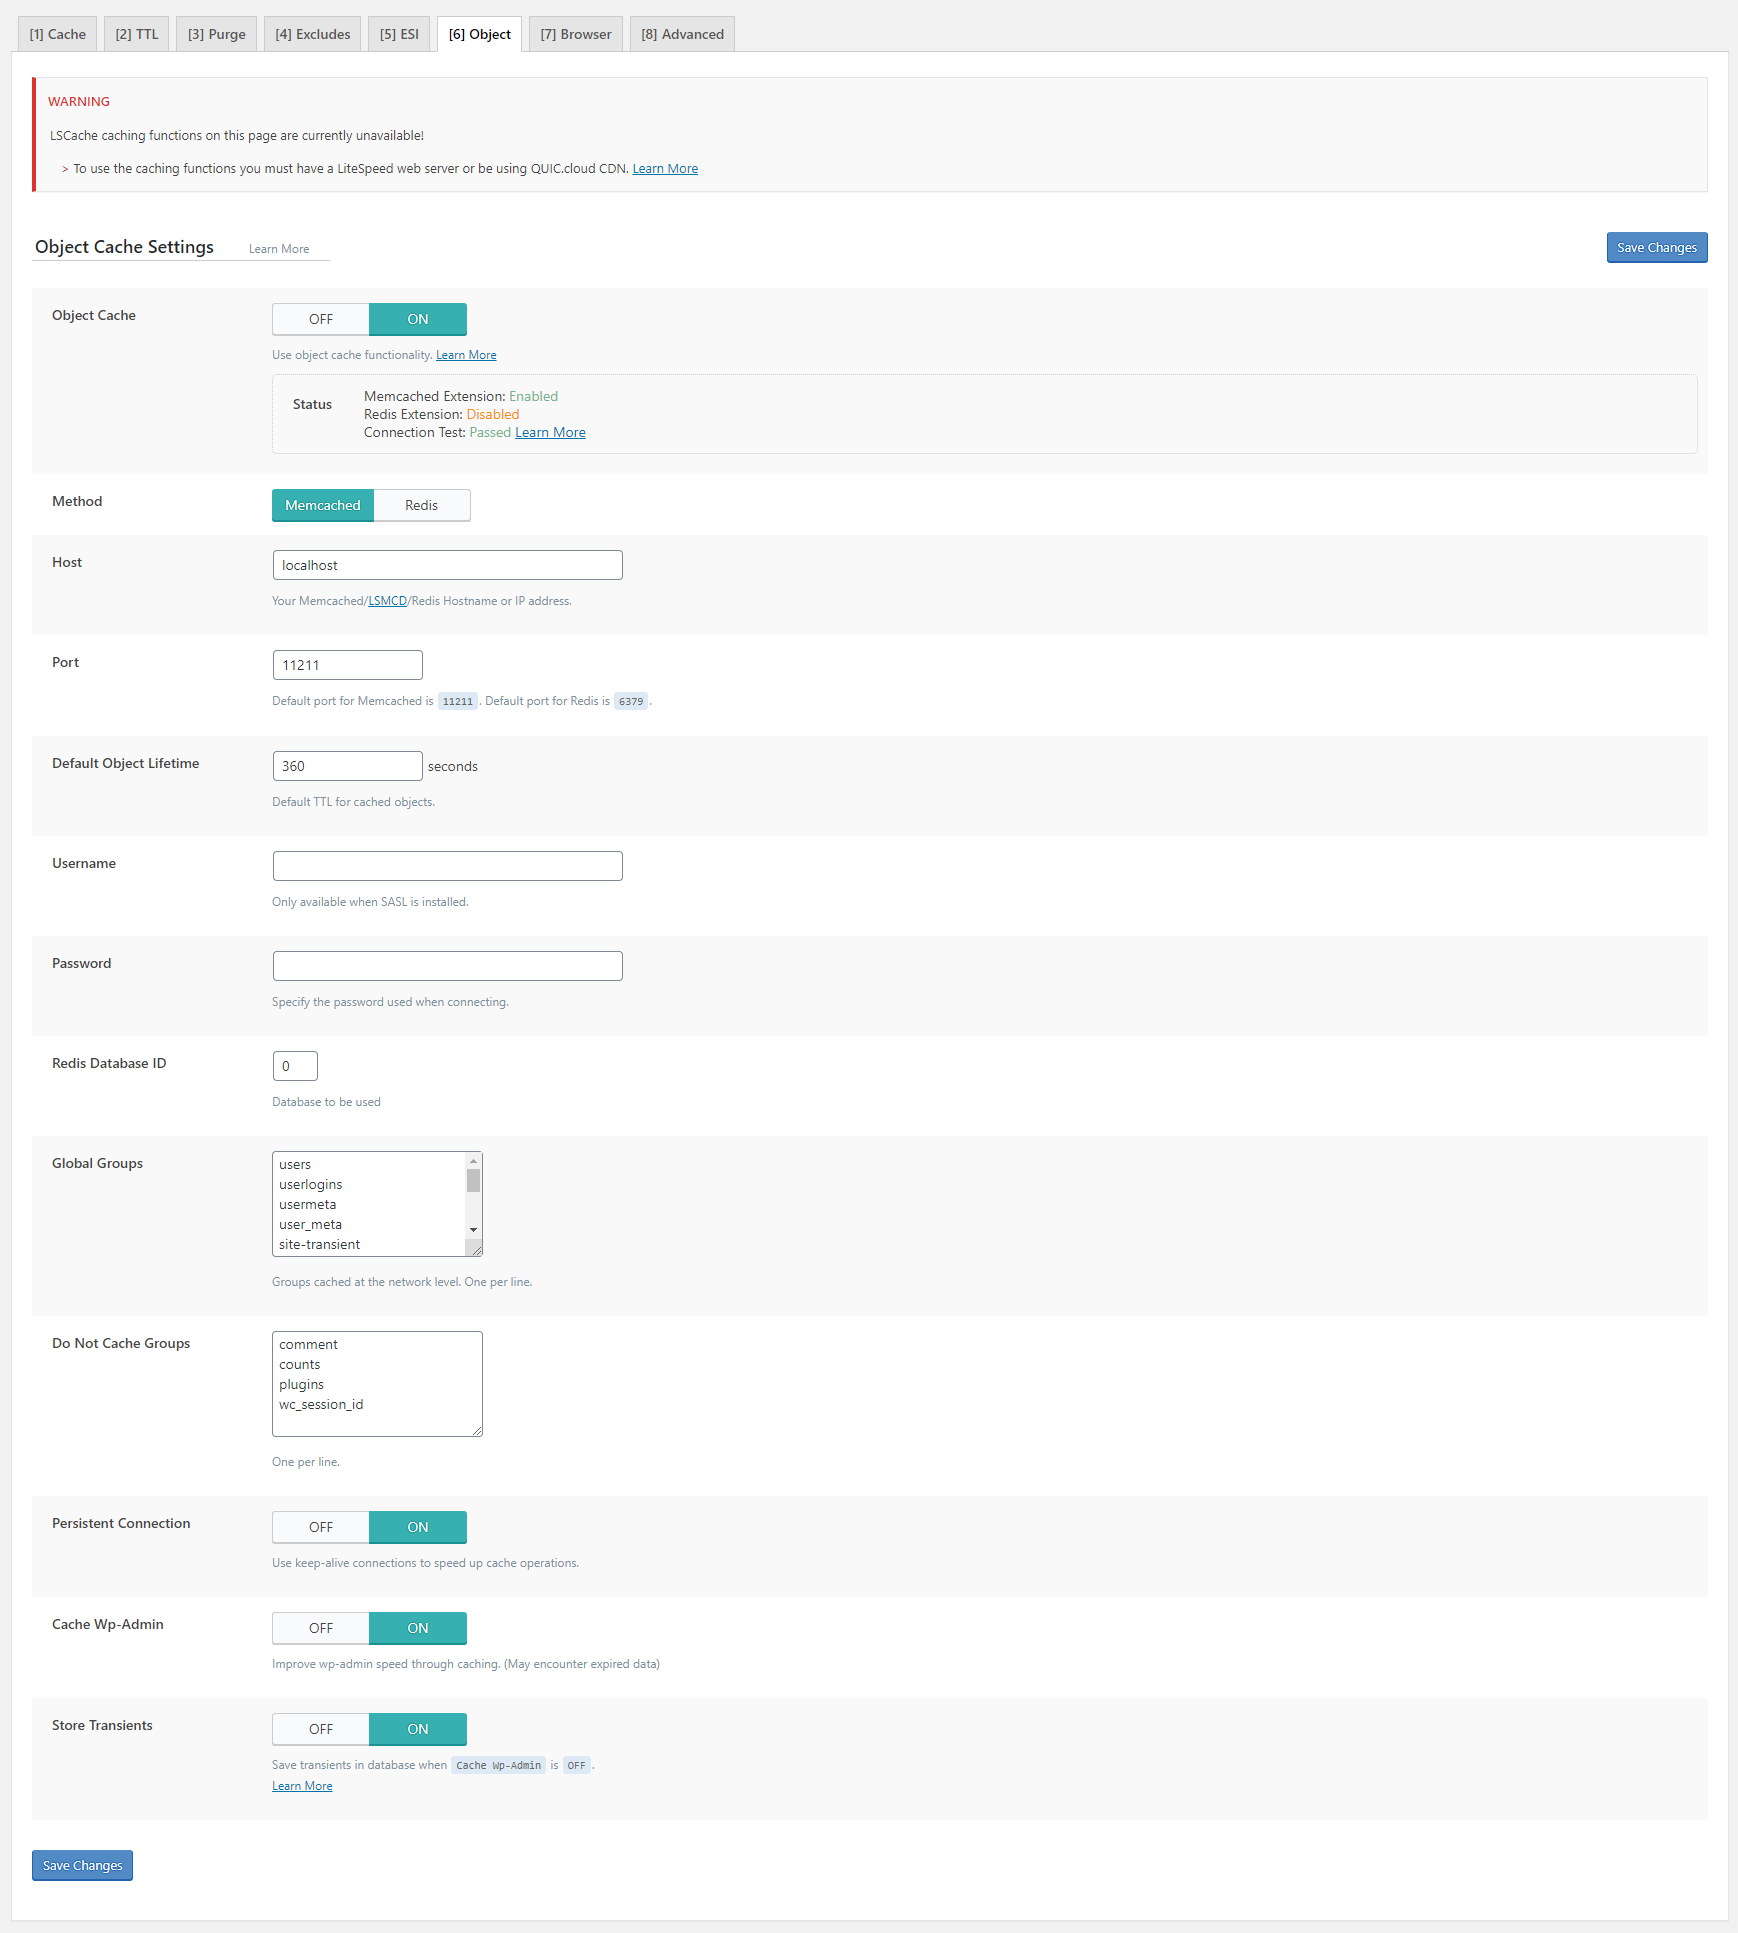 [1] Cache [2] TTL [3] Purge [4] Excludes [5] ESI [6] Object [7] Browser [8] Advanced
WARNING
LSCache caching functions on this page are currently unavailable!
> To use the caching functions you must have a LiteSpeed web server or be using QUIC.cloud CDN. Learn More
Object Cache Settings Learn More Save Changes
Object Cache OFF ON
Use object cache functionality. Learn More
Status
Memcached Extension: Enabled
Redis Extension: Disabled
Connection Test: Passed Learn More
Method Memcached Redis
Host localhost
Your Memcached/LSMCD/Redis Hostname or IP address.
Port 11211
Default port for Memcached is 11211. Default port for Redis is 6379.
Default Object Lifetime 360 seconds
Default TTL for cached objects.
Username
Only available when SASL is installed.
Password
Specify the password used when connecting.
Redis Database ID 0
Database to be used
Global Groups users
userlogins
usermeta
user_meta
site-transient
Groups cached at the network level. One per line.
Do Not Cache Groups comment
counts
plugins
wc_session_id
One per line.
Persistent Connection OFF ON
Use keep-alive connections to speed up cache operations.
Cache Wp-Admin OFF ON
Improve wp-admin speed through caching. (May encounter expired data)
Store Transients OFF ON
Save transients in database when Cache Wp-Admin is OFF.
Learn More
Save Changes